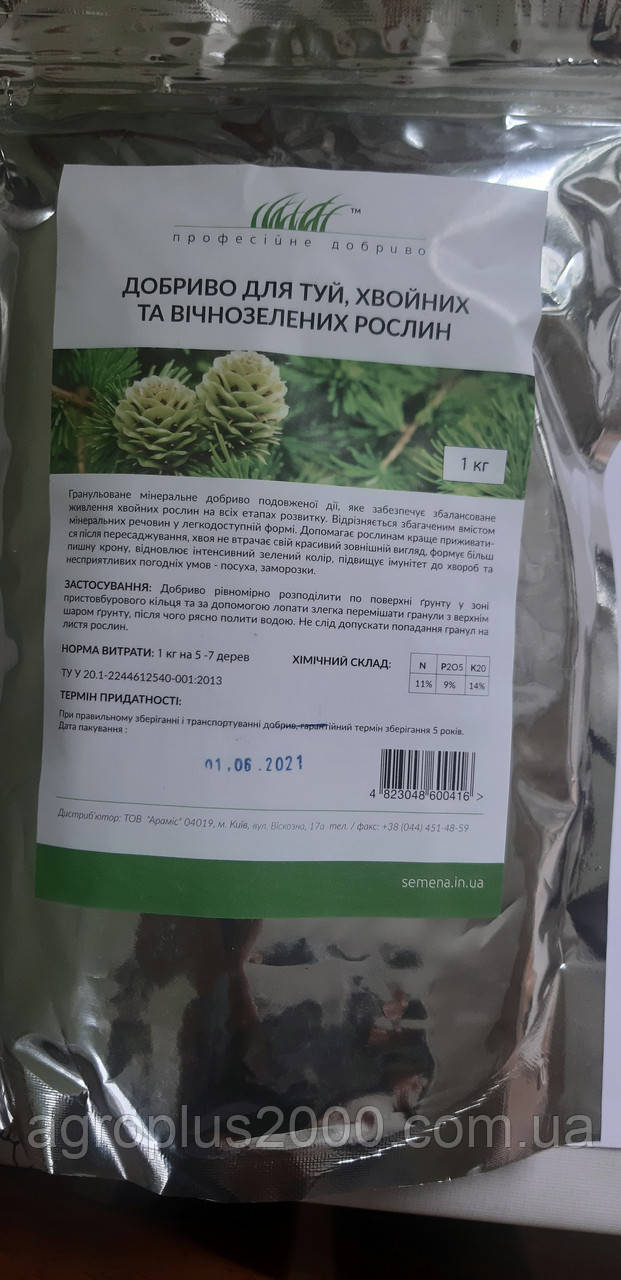 ™
професійне добриво
ДОБРИВО ДЛЯ ТУЙ, ХВОЙНИХ
ТА ВІЧНОЗЕЛЕНИХ РОСЛИН
1 кг
Гранульоване мінеральне добриво подовженої дії, яке забезпечує збалансоване
живлення хвойних рослин на всіх етапах розвитку. Відрізняється збагаченим вмістом
мінеральних речовин у легкодоступній формі. Допомагає рослинам краще приживати-
ся після пересаджування, хвоя не втрачає свій красивий зовнішній вигляд, формує більш
пишну крону, відновлює інтенсивний зелений колір, підвищує імунітет до хвороб та
несприятливих погодніх умов - посуха, заморозки.
ЗАСТОСУВАННЯ: Добриво рівномірно розподілити по поверхні ґрунту у зоні
пристовбурового кільця та за допомогою лопати злегка перемішати гранули з верхнім
шаром ґрунту, після чого рясно полити водою. Не слід допускати попадання гранул на
листя рослин.
НОРМА ВИТРАТИ: 1 кг на 5 -7 дерев
ХІМІЧНИЙ СКЛАД:
N P2O5 K20
11% 9% 14%
ТУ У 20.1-2244612540-001:2013
ТЕРМІН ПРИДАТНОСТІ:
При правильному зберіганні і транспортуванні добрив, гарантійний термін зберігання 5 років.
Дата пакування :
01.06.2021
4 823048 600416 >
Дистриб'ютор: ТОВ "Араміс" 04019, м. Київ, вул. Віскозна, 17а тел. / факс: +38 (044) 451-48-59
semena.in.ua
agroplus2000.com.ua